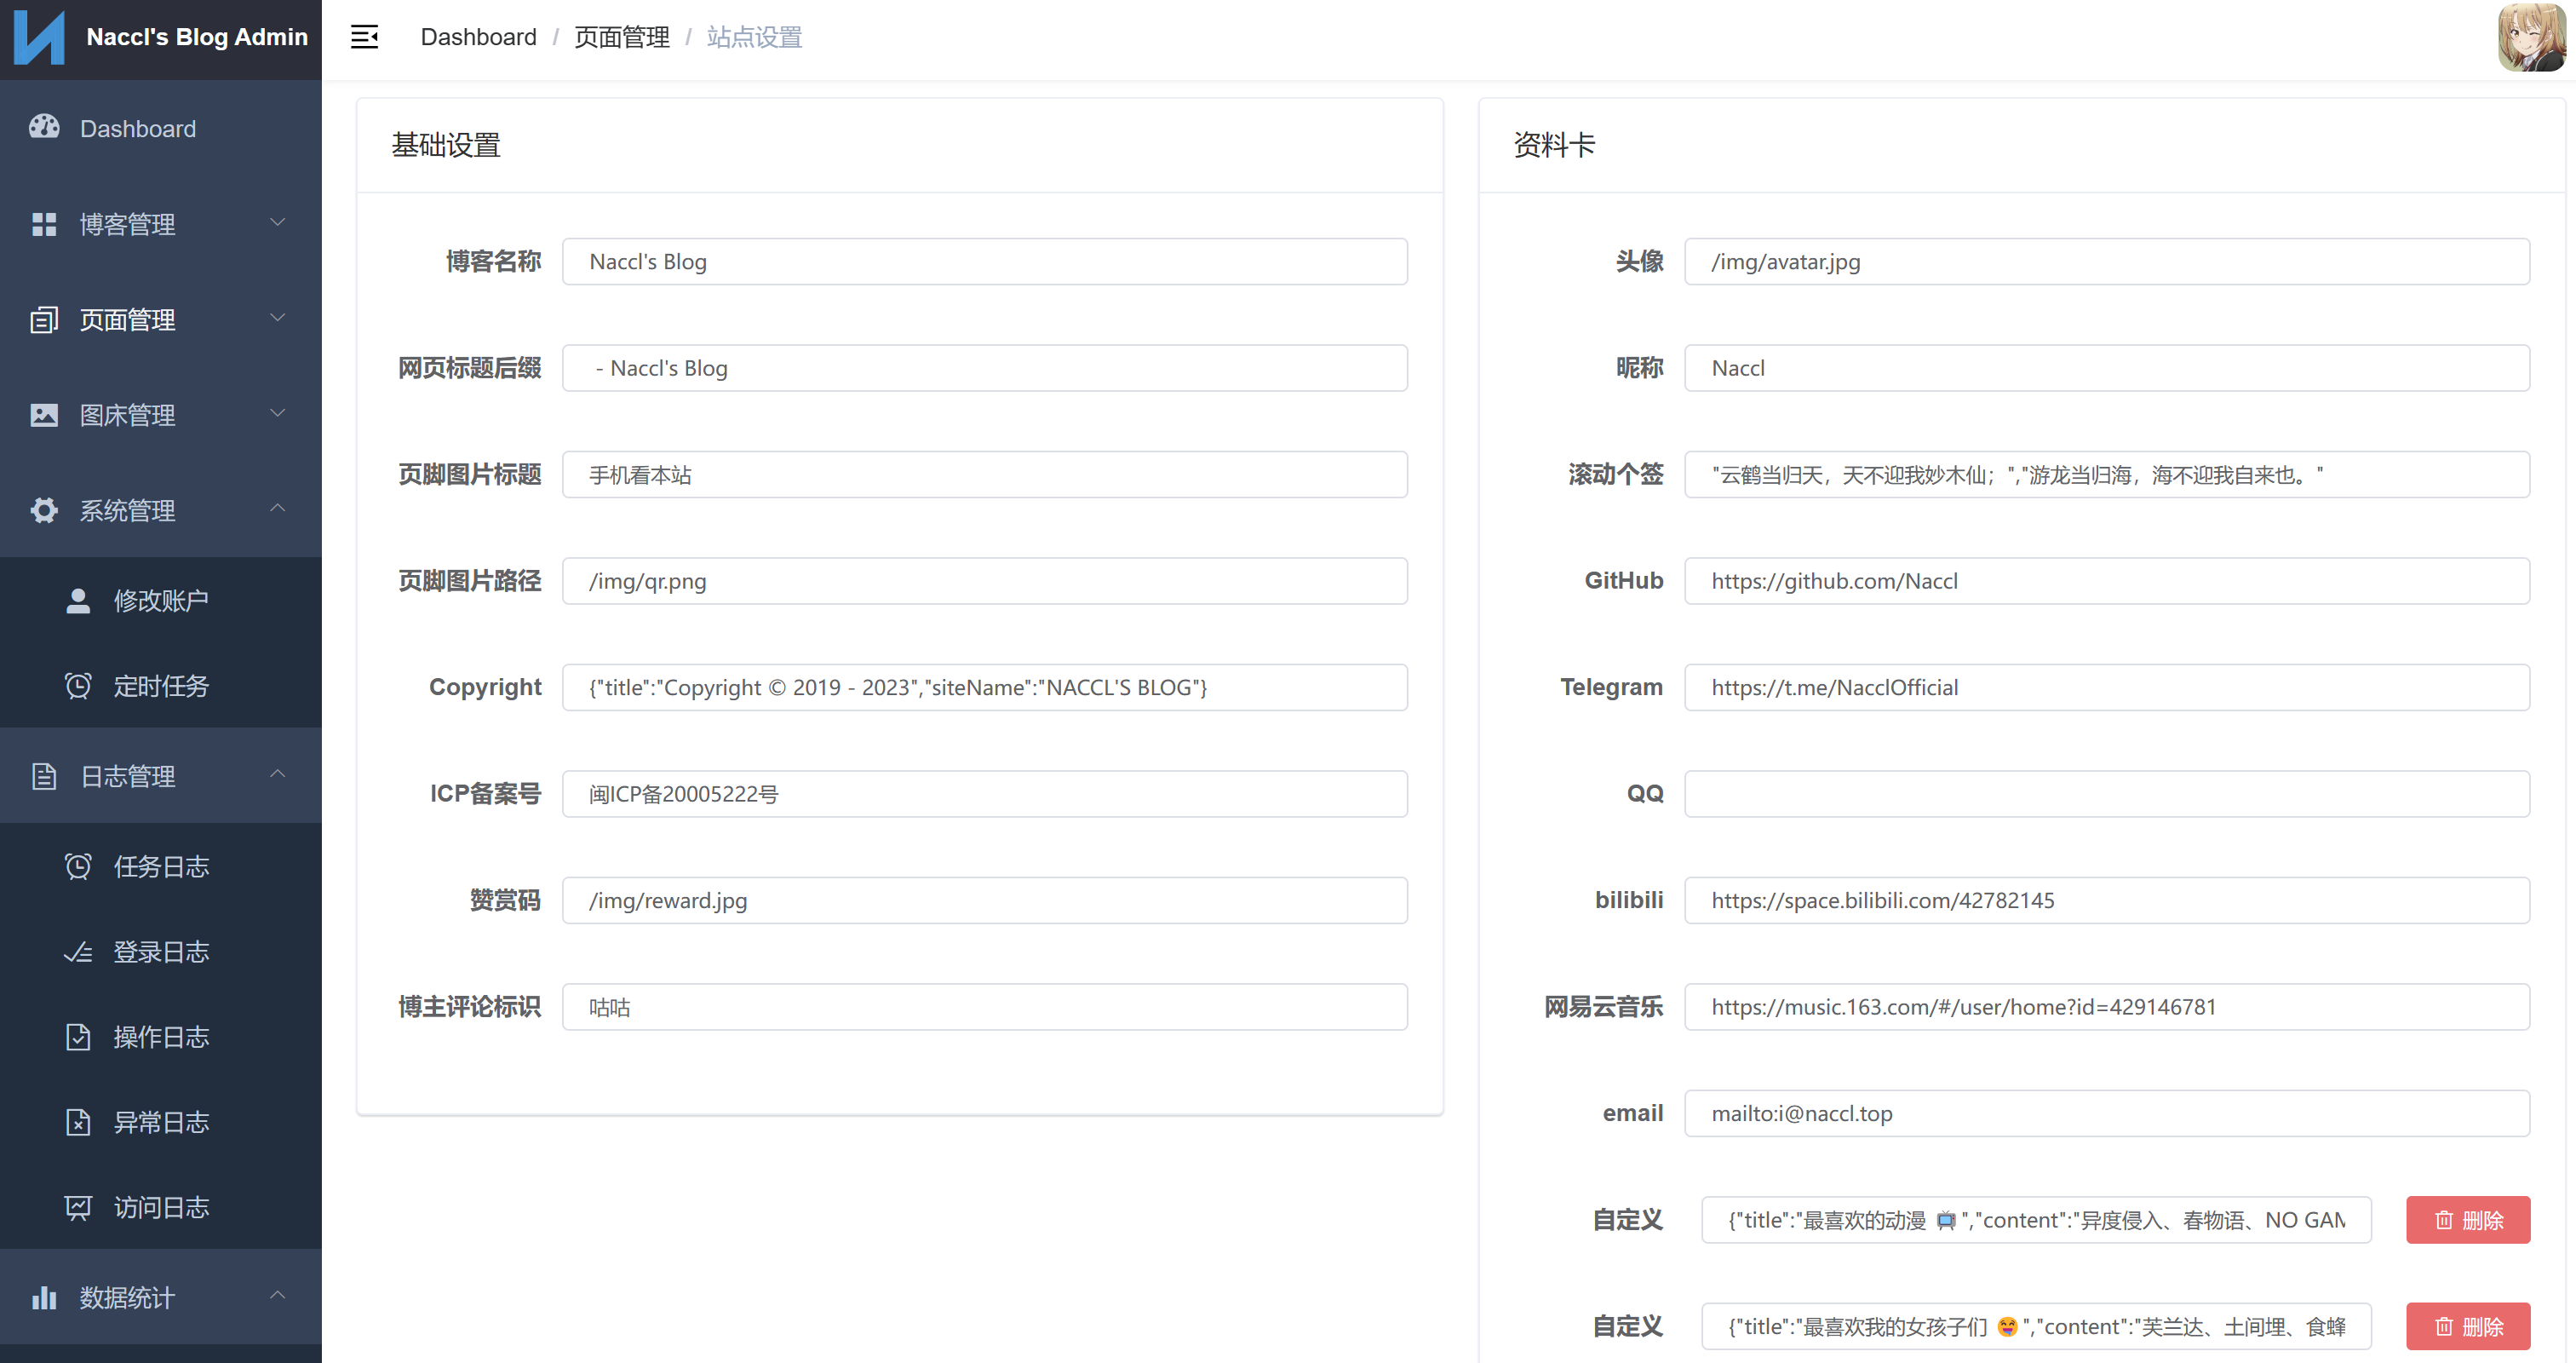 Naccl's Blog Admin
Dashboard / 页面管理 / 站点设置
Dashboard
博客管理
页面管理
图床管理
系统管理
修改账户
定时任务
日志管理
任务日志
登录日志
操作日志
异常日志
访问日志
数据统计
基础设置
博客名称 Naccl's Blog
网页标题后缀 - Naccl's Blog
页脚图片标题 手机看本站
页脚图片路径 /img/qr.png
Copyright {"title":"Copyright © 2019 - 2023","siteName":"NACCL'S BLOG"}
ICP备案号 闽ICP备20005222号
赞赏码 /img/reward.jpg
博主评论标识 咕咕
资料卡
头像 /img/avatar.jpg
昵称 Naccl
滚动个签 "云鹤当归天，天不迎我妙木仙；","游龙当归海，海不迎我自来也。"
GitHub https://github.com/Naccl
Telegram https://t.me/NacclOfficial
QQ
bilibili https://space.bilibili.com/42782145
网易云音乐 https://music.163.com/#/user/home?id=429146781
email mailto:i@naccl.top
自定义 {"title":"最喜欢的动漫 📺","content":"异度侵入、春物语、NO GAM 删除
自定义 {"title":"最喜欢我的女孩子们 🤪","content":"芙兰达、土间埋、食蜂 删除